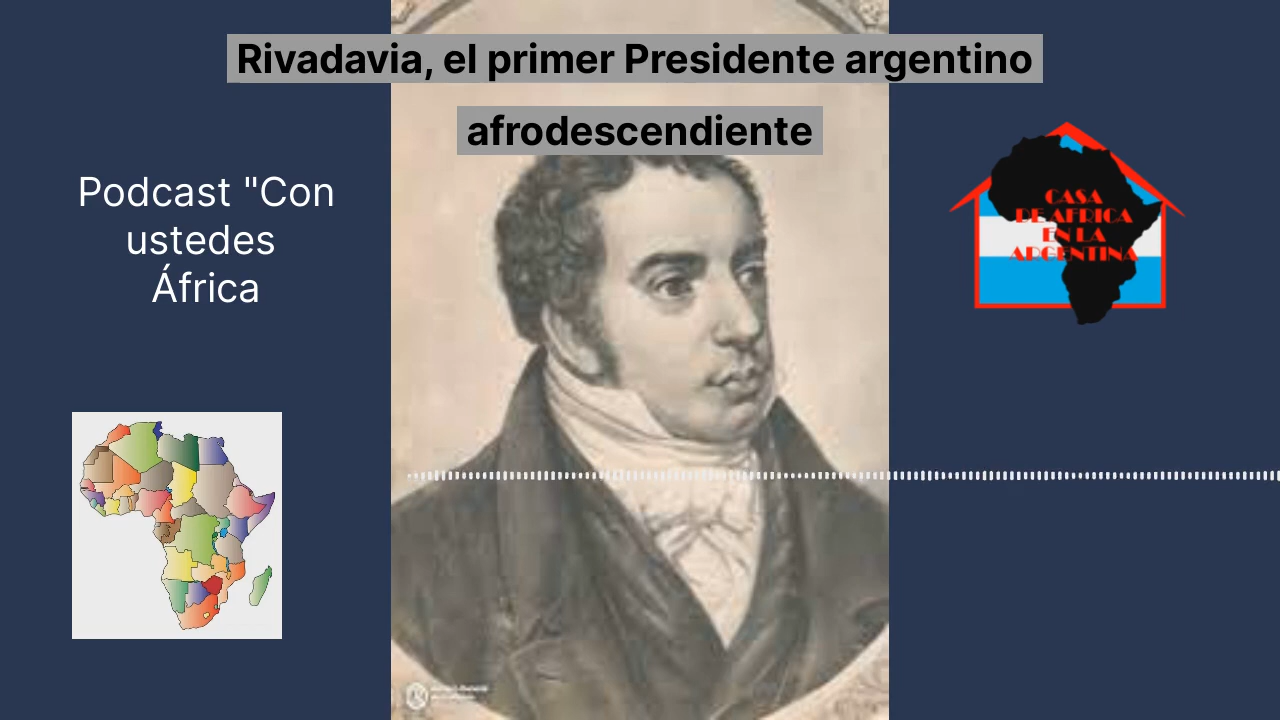 Rivadavia, el primer Presidente argentino
afrodescendiente
Podcast "Con
ustedes
África
CASA
DE AFRICA
EN LA
ARGENTINA